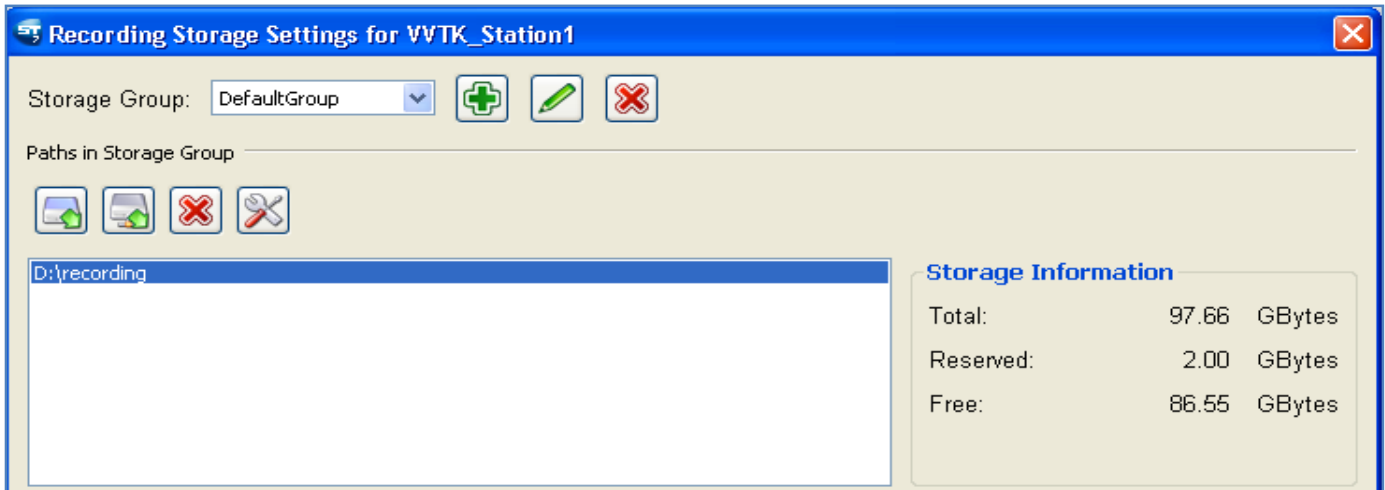 Recording Storage Settings for VVTK_Station1
Storage Group: DefaultGroup
Paths in Storage Group
D:\recording
Storage Information
Total: 97.66 GBytes
Reserved: 2.00 GBytes
Free: 86.55 GBytes